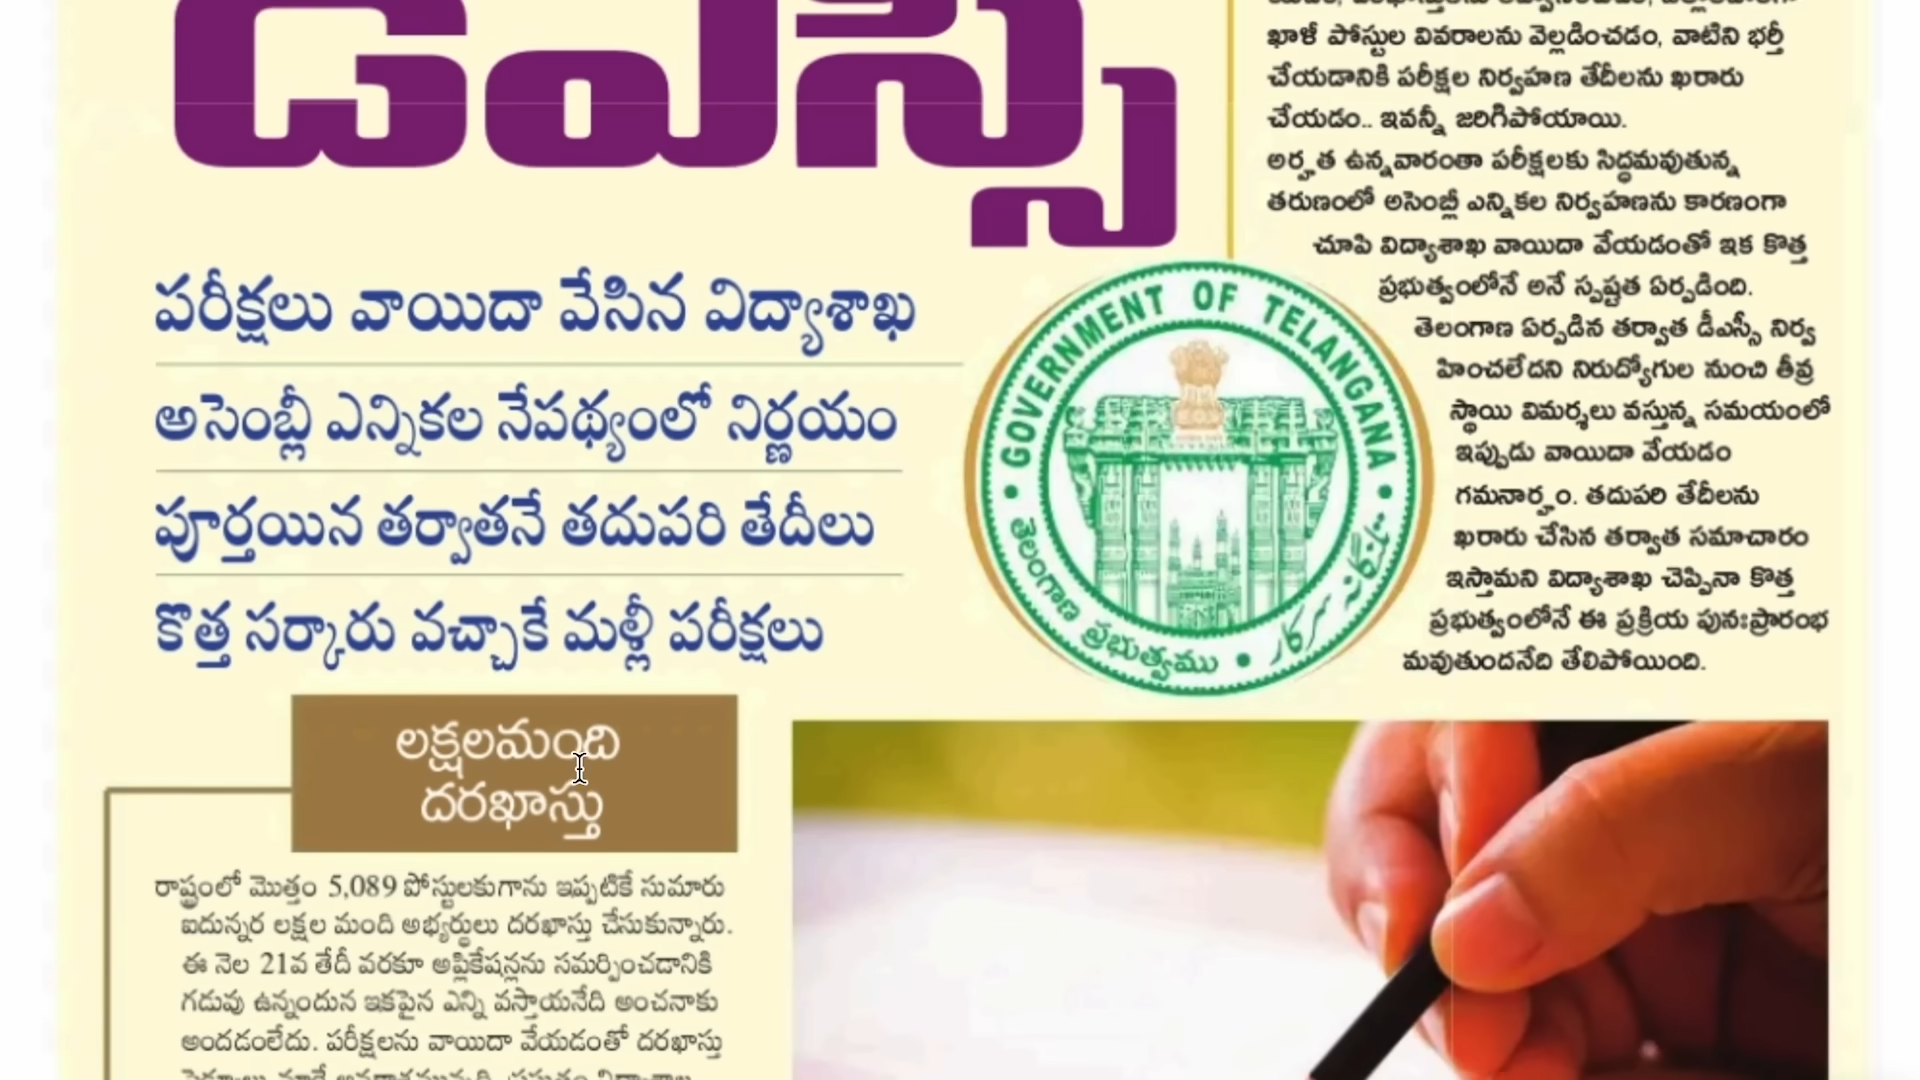 డీఎస్సీ
పరీక్షలు వాయిదా వేసిన విద్యాశాఖ
అసెంబ్లీ ఎన్నికల నేపథ్యంలో నిర్ణయం
పూర్తయిన తర్వాతనే తదుపరి తేదీలు
కొత్త సర్కారు వచ్చాకే మళ్లీ పరీక్షలు
ఖాళీ పోస్టుల వివరాలను వెల్లడించడం, వాటిని భర్తీ
చేయడానికి పరీక్షల నిర్వహణ తేదీలను ఖరారు
చేయడం.. ఇవన్నీ జరిగిపోయాయి.
అర్హత ఉన్నవారంతా పరీక్షలకు సిద్ధమవుతున్న
తరుణంలో అసెంబ్లీ ఎన్నికల నిర్వహణను కారణంగా
చూపి విద్యాశాఖ వాయిదా వేయడంతో ఇక కొత్త
ప్రభుత్వంలోనే అనే స్పష్టత ఏర్పడింది.
తెలంగాణ ఏర్పడిన తర్వాత డీఎస్సీ నిర్వ
హించలేదని నిరుద్యోగుల నుంచి తీవ్ర
స్థాయి విమర్శలు వస్తున్న సమయంలో
ఇప్పుడు వాయిదా వేయడం
గమనార్హం. తదుపరి తేదీలను
ఖరారు చేసిన తర్వాత సమాచారం
ఇస్తామని విద్యాశాఖ చెప్పినా కొత్త
ప్రభుత్వంలోనే ఈ ప్రక్రియ పునఃప్రారంభ
మవుతుందనేది తేలిపోయింది.
GOVERNMENT OF TELANGANA
తెలంగాణ ప్రభుత్వము
سرکار تلنگانہ
లక్షలమంది
దరఖాస్తు
రాష్ట్రంలో మొత్తం 5,089 పోస్టులకుగాను ఇప్పటికే సుమారు
ఐదున్నర లక్షల మంది అభ్యర్థులు దరఖాస్తు చేసుకున్నారు.
ఈ నెల 21వ తేదీ వరకూ అప్లికేషన్లను సమర్పించడానికి
గడువు ఉన్నందున ఇకపైన ఎన్ని వస్తాయనేది అంచనాకు
అందడంలేదు. పరీక్షలను వాయిదా వేయడంతో దరఖాస్తు